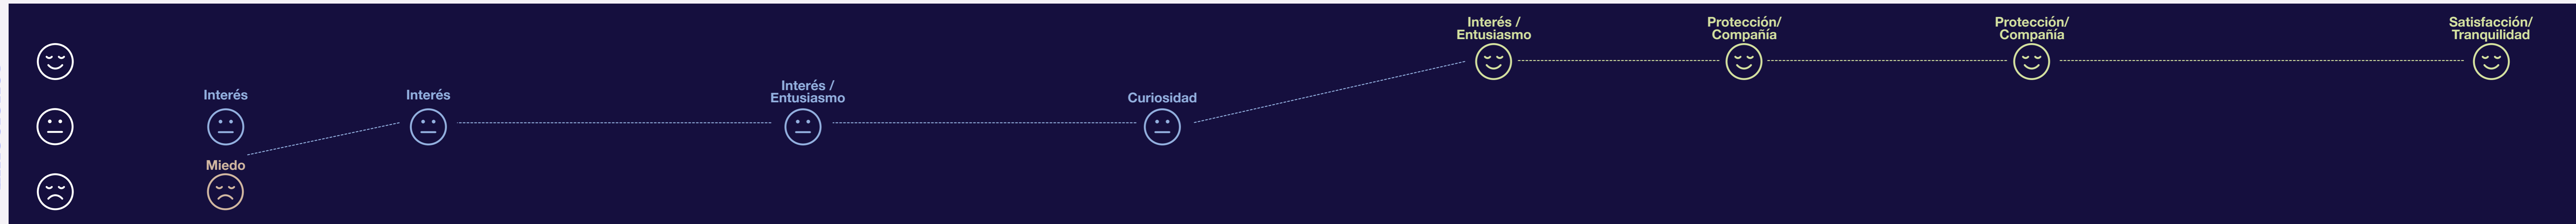 Interés
Miedo
Interés
Interés /
Entusiasmo
Curiosidad
Interés /
Entusiasmo
Protección/
Compañía
Protección/
Compañía
Satisfacción/
Tranquilidad